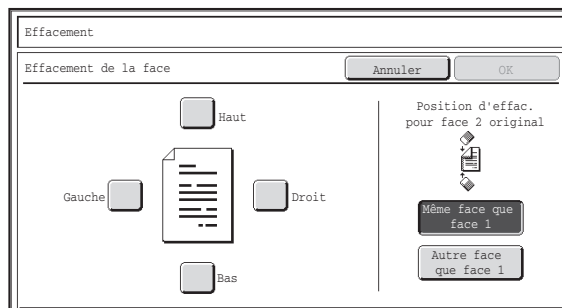 Effacement
Effacement de la face
Annuler
OK
Haut
Gauche
Droit
Bas
Position d'effac.
pour face 2 original
Même face que
face 1
Autre face
que face 1